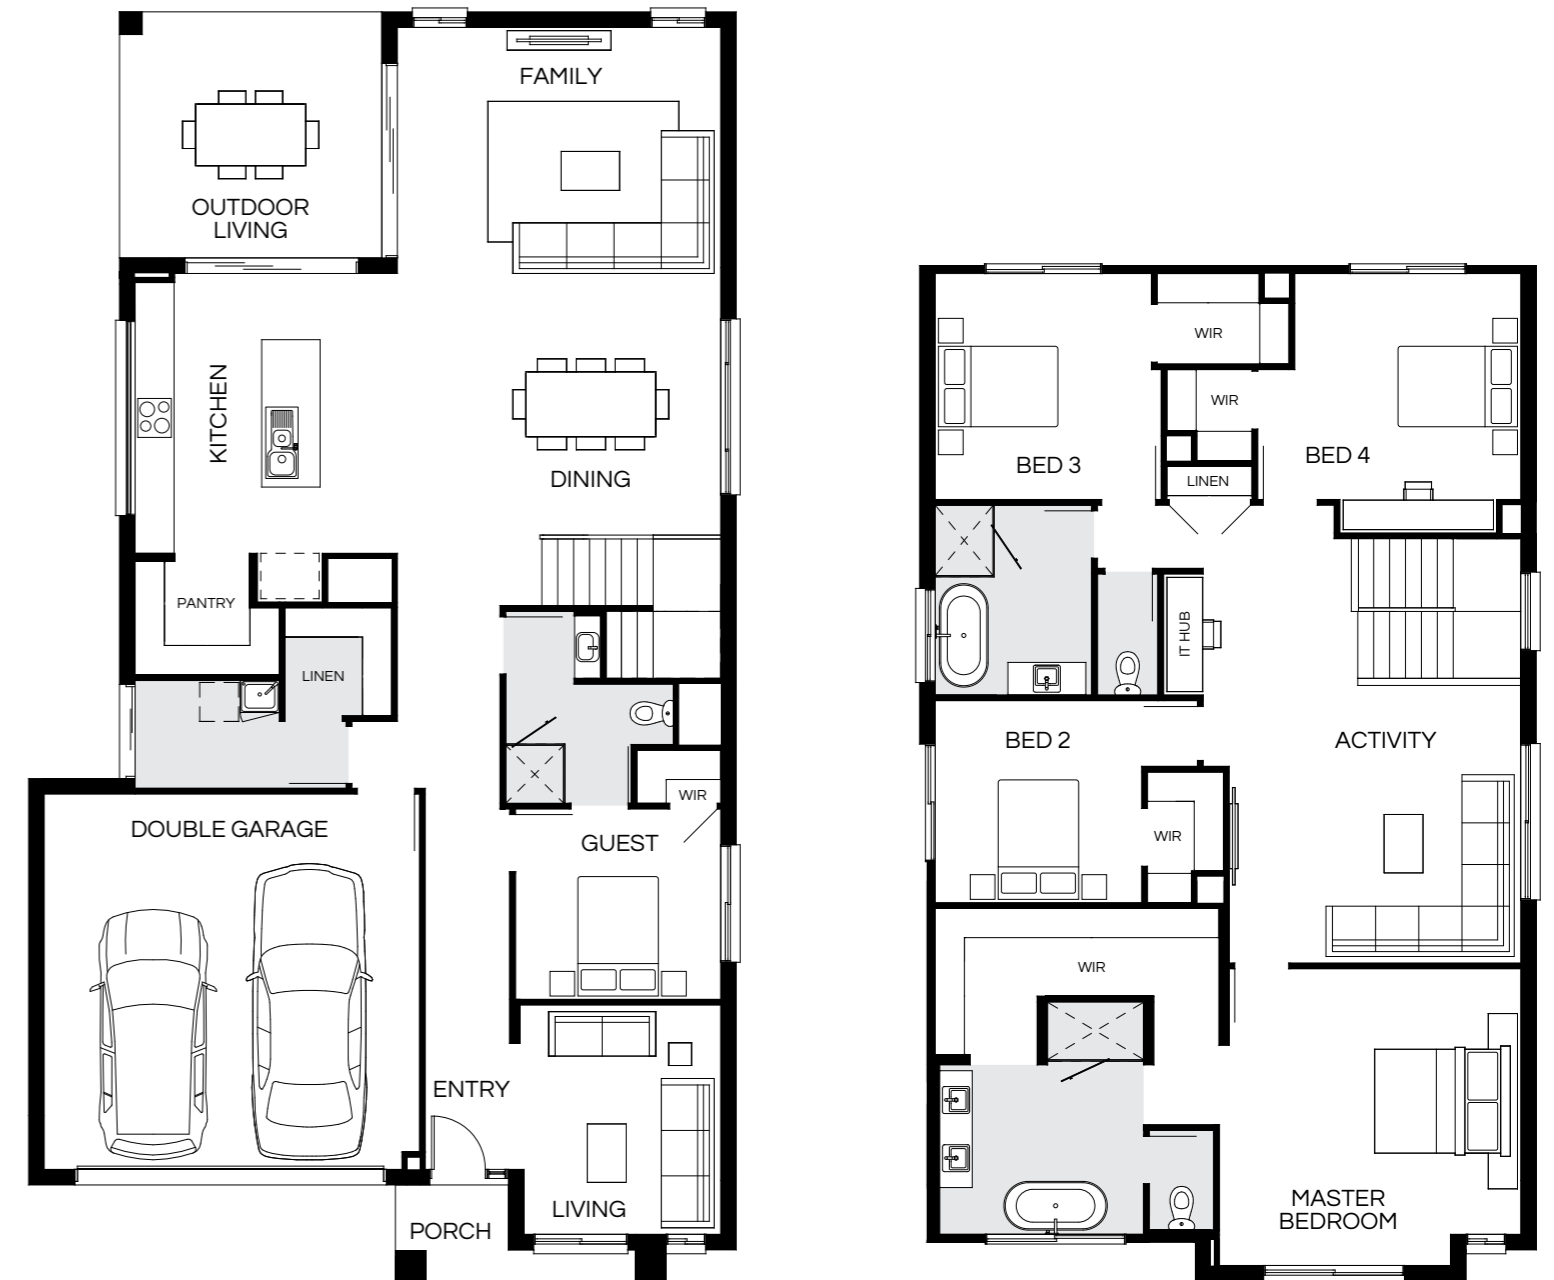 FAMILY
OUTDOOR
LIVING
KITCHEN
DINING
PANTRY
LINEN
WIR
DOUBLE GARAGE
GUEST
ENTRY
LIVING
PORCH
WIR
WIR
BED 3
BED 4
LINEN
IT HUB
BED 2
ACTIVITY
WIR
WIR
MASTER
BEDROOM